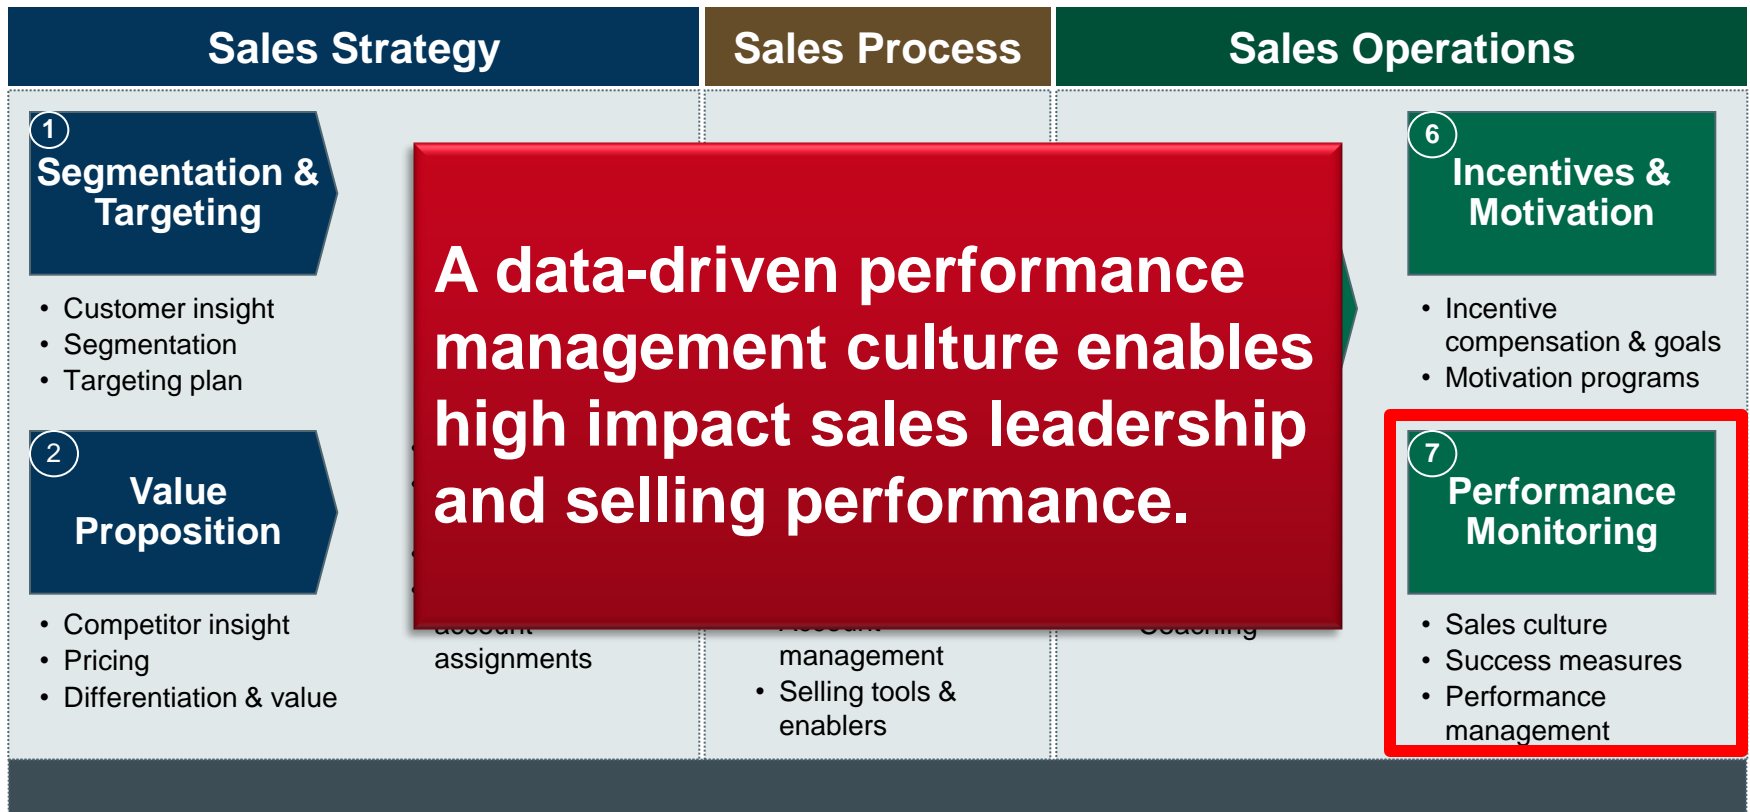 Sales Strategy
Sales Process
Sales Operations
1
Segmentation &
Targeting
• Customer insight
• Segmentation
• Targeting plan
2
Value
Proposition
• Competitor insight
• Pricing
• Differentiation & value
A data-driven performance
management culture enables
high impact sales leadership
and selling performance.
account
assignments
Account
management
• Selling tools &
enablers
Coaching
6
Incentives &
Motivation
• Incentive
compensation & goals
• Motivation programs
7
Performance
Monitoring
• Sales culture
• Success measures
• Performance
management